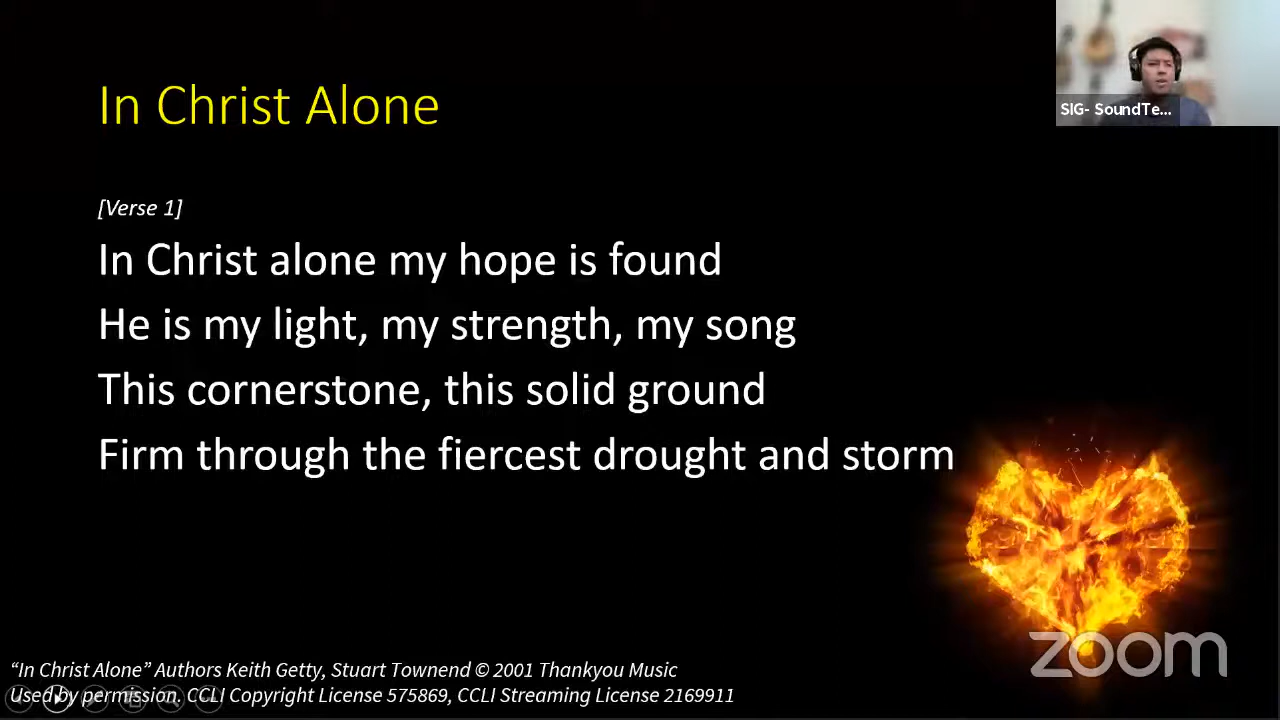 In Christ Alone
SIG- SoundTe...
[Verse 1]
In Christ alone my hope is found
He is my light, my strength, my song
This cornerstone, this solid ground
Firm through the fiercest drought and storm
zoom
“In Christ Alone” Authors Keith Getty, Stuart Townend © 2001 Thankyou Music
Used by permission. CCLI Copyright License 575869, CCLI Streaming License 2169911